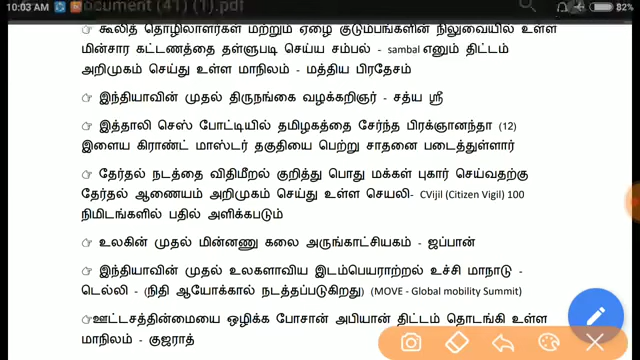 10:03 AM
Document (41) (1).pdf
82%
கூலித் தொழிலாளர்கள் மற்றும் ஏழை குடும்பங்களின் நிலுவையில் உள்ள
மின்சார கட்டணத்தை தள்ளுபடி செய்ய சம்பல் - sambal எனும் திட்டம்
அறிமுகம் செய்து உள்ள மாநிலம் - மத்திய பிரதேசம்
☞ இந்தியாவின் முதல் திருநங்கை வழக்கறிஞர் - சத்ய ஸ்ரீ
☞ இத்தாலி செஸ் போட்டியில் தமிழகத்தை சேர்ந்த பிரக்ஞானந்தா (12)
இளைய கிராண்ட் மாஸ்டர் தகுதியை பெற்று சாதனை படைத்துள்ளார்
☞ தேர்தல் நடத்தை விதிமீறல் குறித்து பொது மக்கள் புகார் செய்வதற்கு
தேர்தல் ஆணையம் அறிமுகம் செய்து உள்ள செயலி- CVijil (Citizen Vigil) 100
நிமிடங்களில் பதில் அளிக்கபடும்
☞ உலகின் முதல் மின்னணு கலை அருங்காட்சியகம் - ஜப்பான்
☞ இந்தியாவின் முதல் உலகளாவிய இடம்பெயராற்றல் உச்சி மாநாடு -
டெல்லி - (நிதி ஆயோக்கால் நடத்தப்படுகிறது) (MOVE - Global mobility Summit)
☞ஊட்டசத்தின்மையை ஒழிக்க போசான் அபியான் திட்டம் தொடங்கி உள்ள
மாநிலம் - குஜராத்